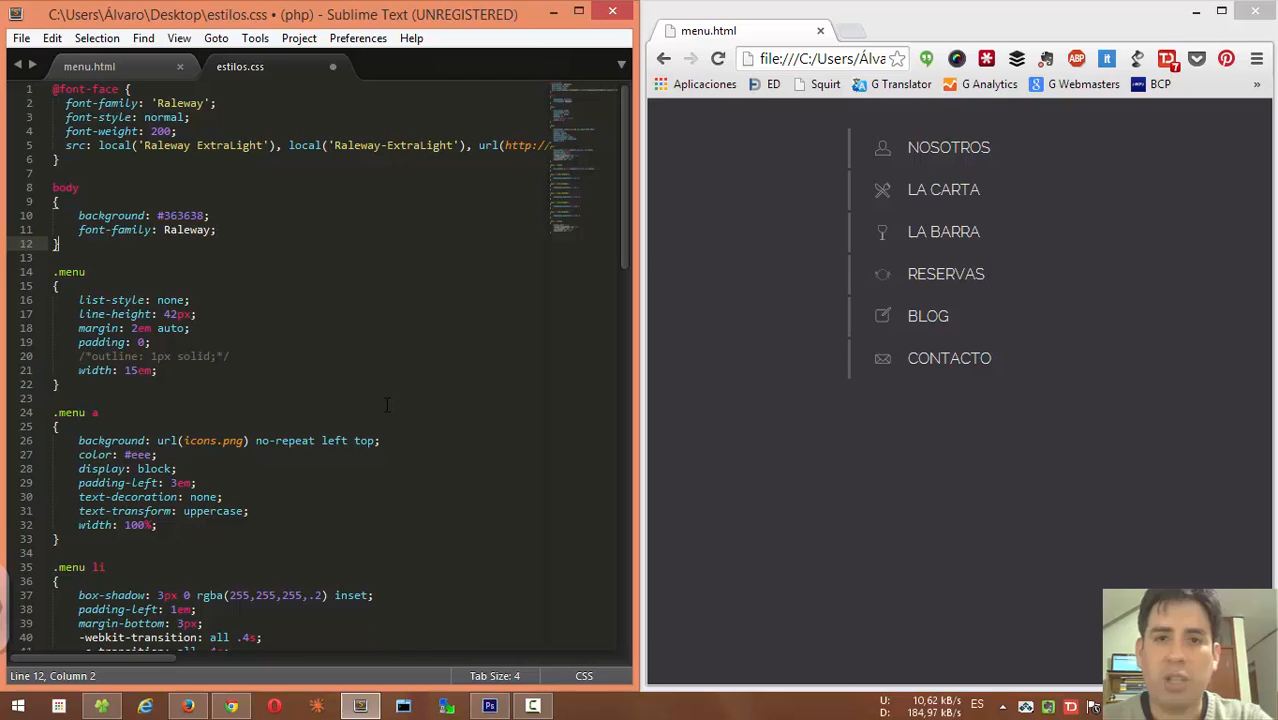 C:\Users\Álvaro\Desktop\estilos.css • (php) - Sublime Text (UNREGISTERED)
File Edit Selection Find View Goto Tools Project Preferences Help
menu.html
estilos.css
1 @font-face {
2 font-family: 'Raleway';
3 font-style: normal;
4 font-weight: 200;
5 src: local('Raleway ExtraLight'), local('Raleway-ExtraLight'), url(http:/
6 }
7
8 body
9 {
10 background: #363638;
11 font-family: Raleway;
12 }
13
14 .menu
15 {
16 list-style: none;
17 line-height: 42px;
18 margin: 2em auto;
19 padding: 0;
20 /*outline: 1px solid;*/
21 width: 15em;
22 }
23
24 .menu a
25 {
26 background: url(icons.png) no-repeat left top;
27 color: #eee;
28 display: block;
29 padding-left: 3em;
30 text-decoration: none;
31 text-transform: uppercase;
32 width: 100%;
33 }
34
35 .menu li
36 {
37 box-shadow: 3px 0 rgba(255,255,255,.2) inset;
38 padding-left: 1em;
39 margin-bottom: 3px;
40 -webkit-transition: all .4s;
Line 12, Column 2
Tab Size: 4
CSS
menu.html
file:///C:/Users/Álva
Aplicaciones ED Squirt G Translator G Analytics G Webmasters BCP »
NOSOTROS
LA CARTA
LA BARRA
RESERVAS
BLOG
CONTACTO
U: 10,62 kB/s
D: 184,97 kB/s
ES